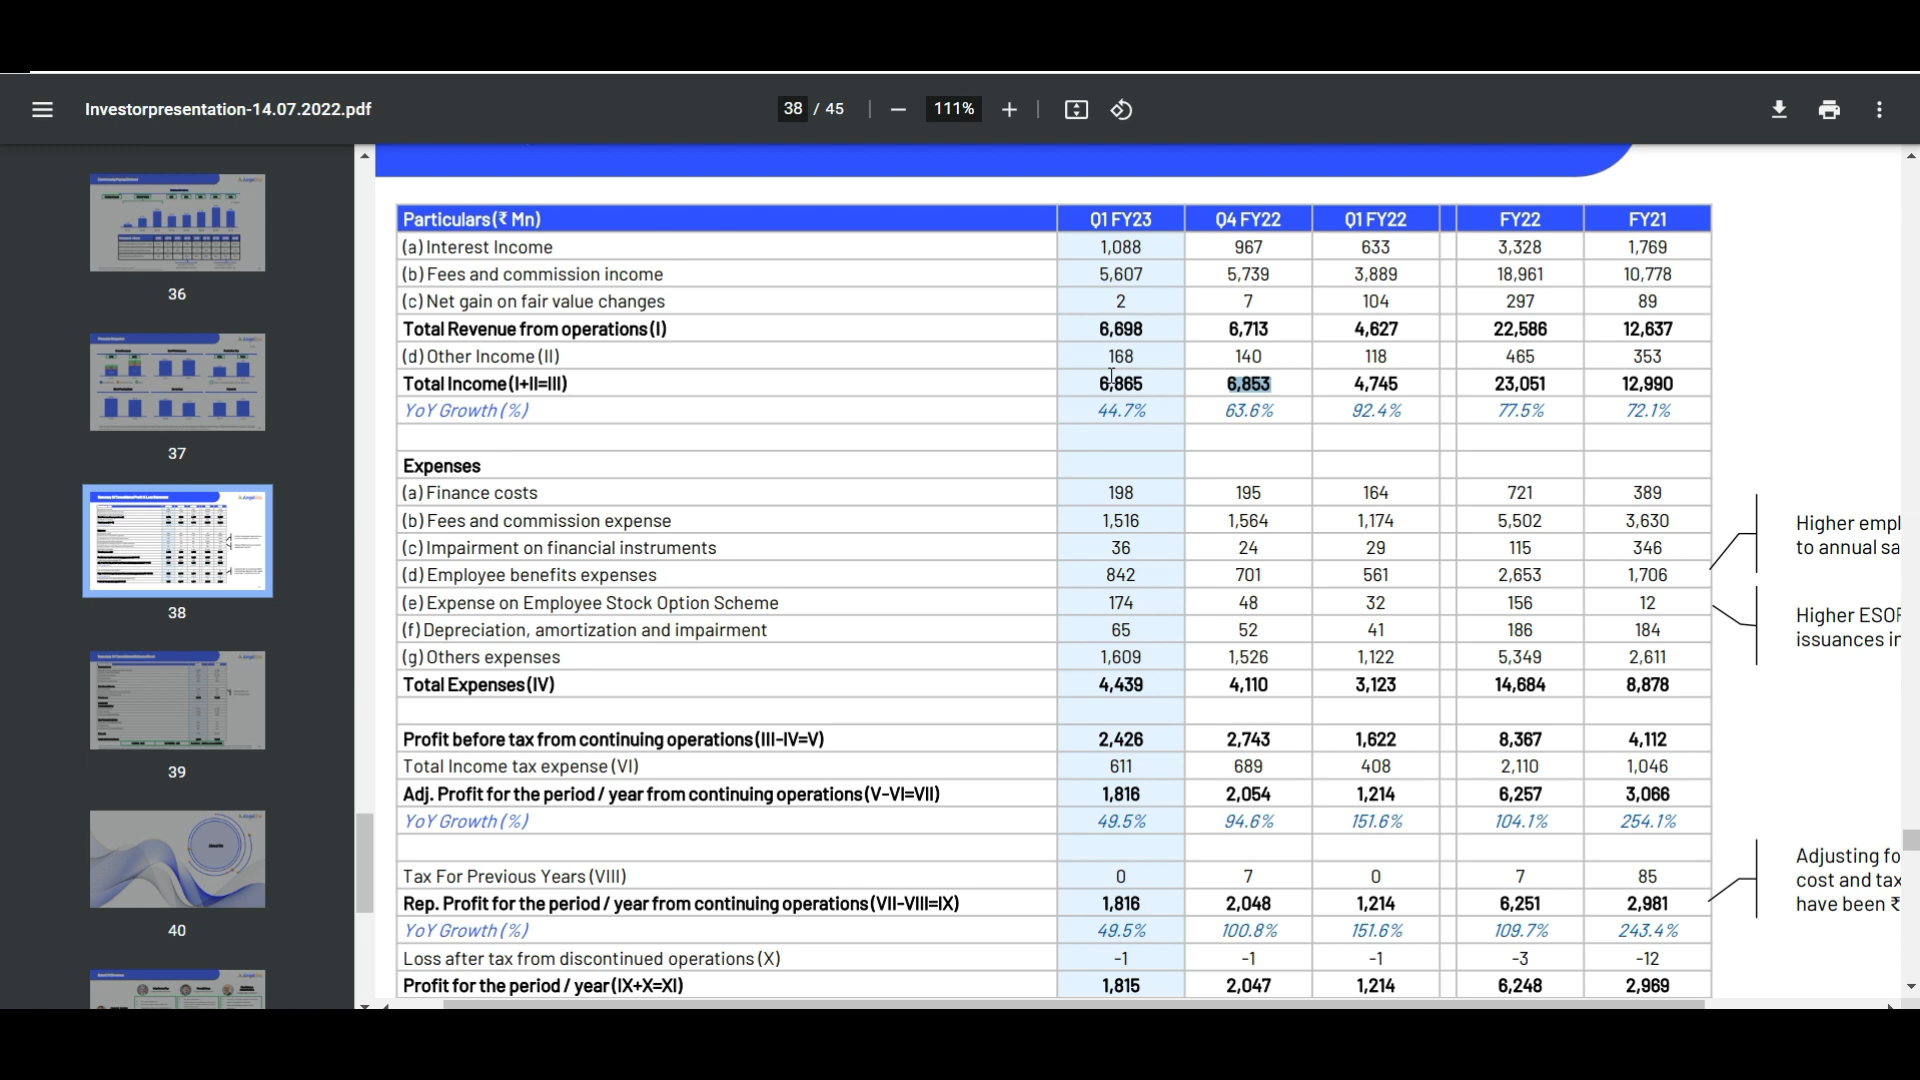 Investorpresentation-14.07.2022.pdf 38 / 45 111%
36
37
38
39
40
Particulars (₹ Mn) Q1 FY23 Q4 FY22 Q1 FY22 FY22 FY21
(a) Interest Income 1,088 967 633 3,328 1,769
(b) Fees and commission income 5,607 5,739 3,889 18,961 10,778
(c) Net gain on fair value changes 2 7 104 297 89
Total Revenue from operations (I) 6,698 6,713 4,627 22,586 12,637
(d) Other Income (II) 168 140 118 465 353
Total Income (I+II=III) 6,865 6,853 4,745 23,051 12,990
YoY Growth (%) 44.7% 63.6% 92.4% 77.5% 72.1%
Expenses
(a) Finance costs 198 195 164 721 389
(b) Fees and commission expense 1,516 1,564 1,174 5,502 3,630
(c) Impairment on financial instruments 36 24 29 115 346
(d) Employee benefits expenses 842 701 561 2,653 1,706
(e) Expense on Employee Stock Option Scheme 174 48 32 156 12
(f) Depreciation, amortization and impairment 65 52 41 186 184
(g) Others expenses 1,609 1,526 1,122 5,349 2,611
Total Expenses (IV) 4,439 4,110 3,123 14,684 8,878
Profit before tax from continuing operations (III-IV=V) 2,426 2,743 1,622 8,367 4,112
Total Income tax expense (VI) 611 689 408 2,110 1,046
Adj. Profit for the period / year from continuing operations (V-VI=VII) 1,816 2,054 1,214 6,257 3,066
YoY Growth (%) 49.5% 94.6% 151.6% 104.1% 254.1%
Tax For Previous Years (VIII) 0 7 0 7 85
Rep. Profit for the period / year from continuing operations (VII-VIII=IX) 1,816 2,048 1,214 6,251 2,981
YoY Growth (%) 49.5% 100.8% 151.6% 109.7% 243.4%
Loss after tax from discontinued operations (X) -1 -1 -1 -3 -12
Profit for the period / year (IX+X=XI) 1,815 2,047 1,214 6,248 2,969
Higher empl
to annual sa
Higher ESOP
issuances in
Adjusting fo
cost and tax
have been ₹